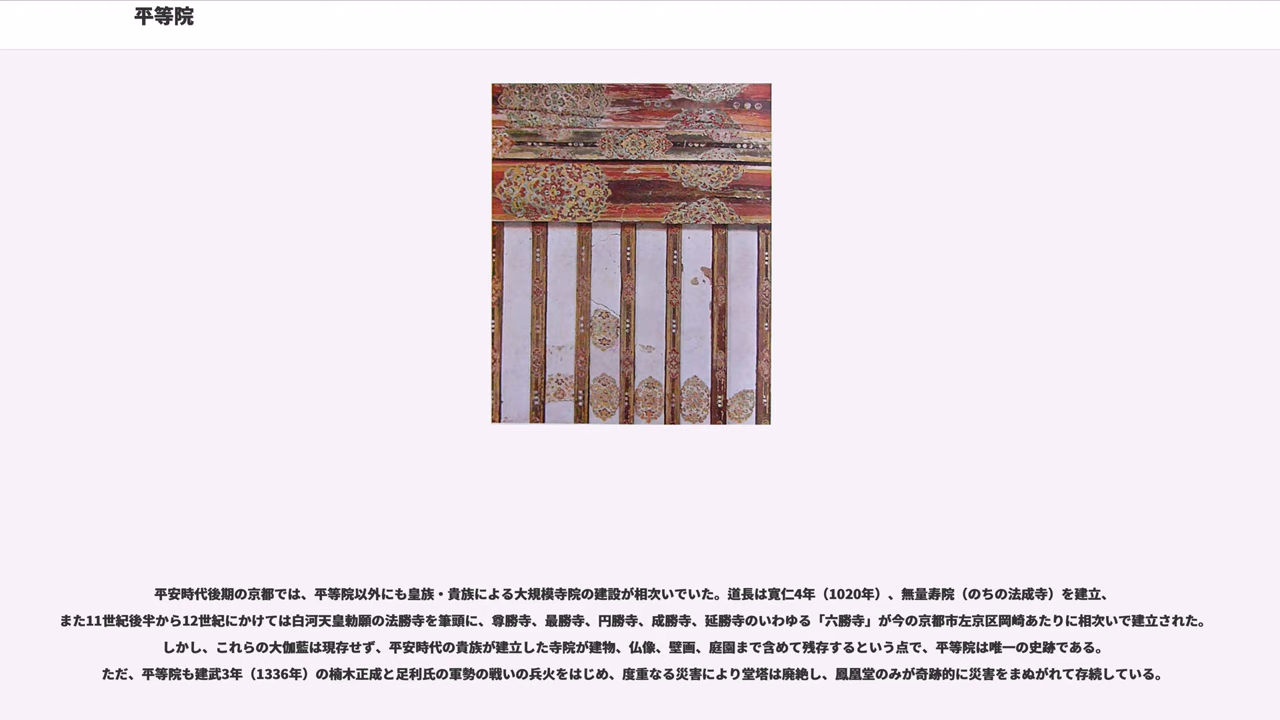 平等院
平安時代後期の京都では、平等院以外にも皇族・貴族による大規模寺院の建設が相次いでいた。道長は寛仁4年（1020年）、無量寿院（のちの法成寺）を建立、
また11世紀後半から12世紀にかけては白河天皇勅願の法勝寺を筆頭に、尊勝寺、最勝寺、円勝寺、成勝寺、延勝寺のいわゆる「六勝寺」が今の京都市左京区岡崎あたりに相次いで建立された。
しかし、これらの大伽藍は現存せず、平安時代の貴族が建立した寺院が建物、仏像、壁画、庭園まで含めて残存するという点で、平等院は唯一の史跡である。
ただ、平等院も建武3年（1336年）の楠木正成と足利氏の軍勢の戦いの兵火をはじめ、度重なる災害により堂塔は廃絶し、鳳凰堂のみが奇跡的に災害をまぬがれて存続している。